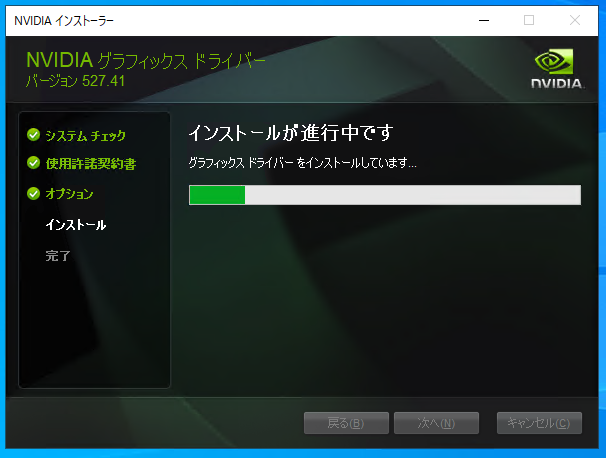 NVIDIA インストーラー
NVIDIA グラフィックス ドライバー
バージョン 527.41
NVIDIA.
システム チェック
使用許諾契約書
オプション
インストール
完了
インストールが進行中です
グラフィックス ドライバー をインストールしています...
戻る(B)
次へ(N)
キャンセル(C)